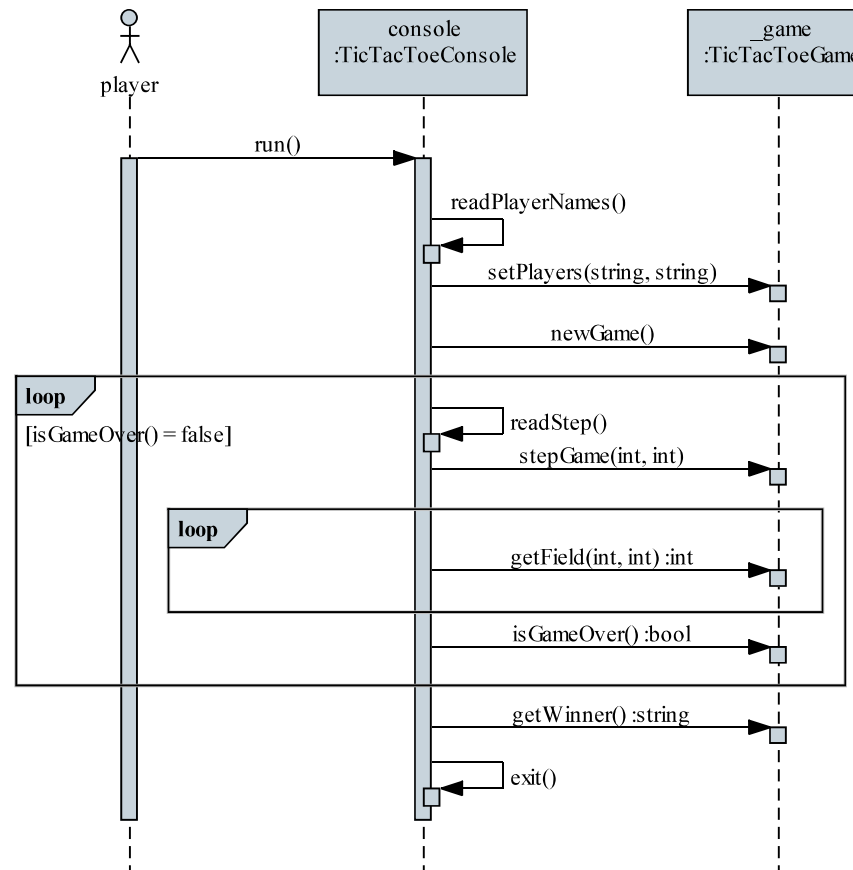 console
:TicTacToeConsole
_game
:TicTacToeGame
player
run()
readPlayerNames()
setPlayers(string, string)
newGame()
loop
[isGameOver() = false]
readStep()
stepGame(int, int)
loop
getField(int, int) :int
isGameOver() :bool
getWinner() :string
exit()